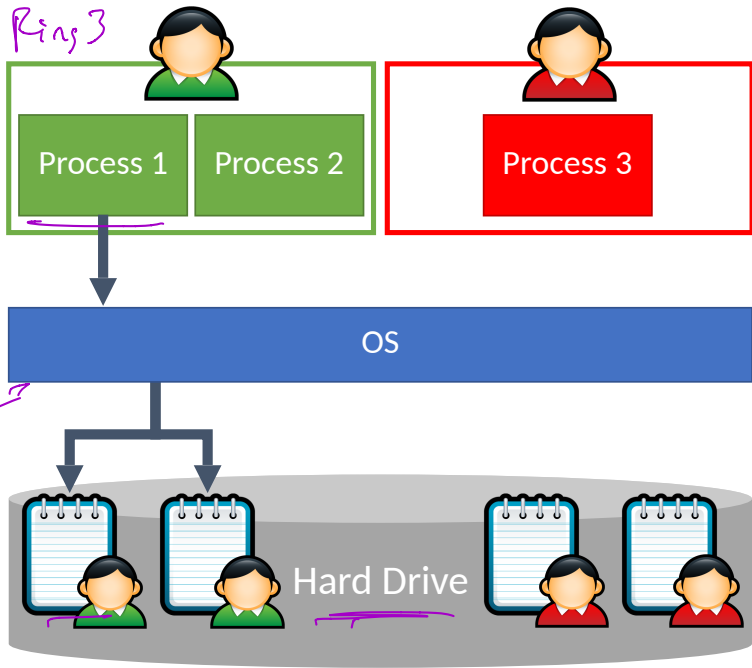 Ring 3
Process 1
Process 2
Process 3
OS
Hard Drive